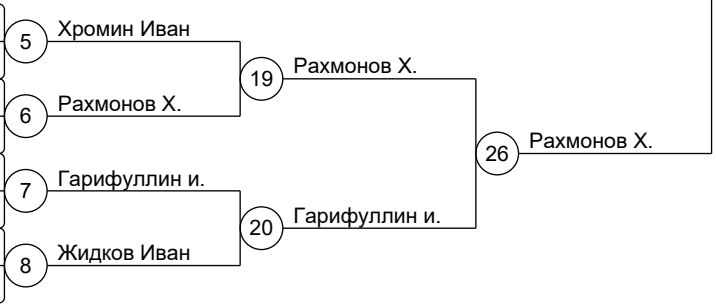 5 Хромин Иван
19 Рахмонов Х.
6 Рахмонов Х.
26 Рахмонов Х.
7 Гарифуллин и.
20 Гарифуллин и.
8 Жидков Иван